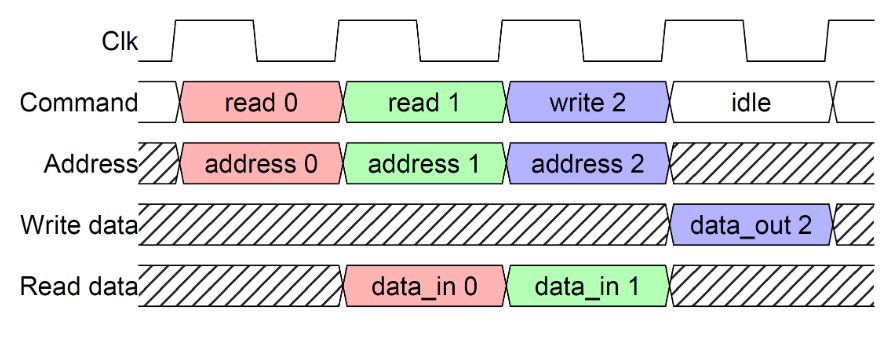 Clk
Command read 0 read 1 write 2 idle
Address address 0 address 1 address 2
Write data data_out 2
Read data data_in 0 data_in 1